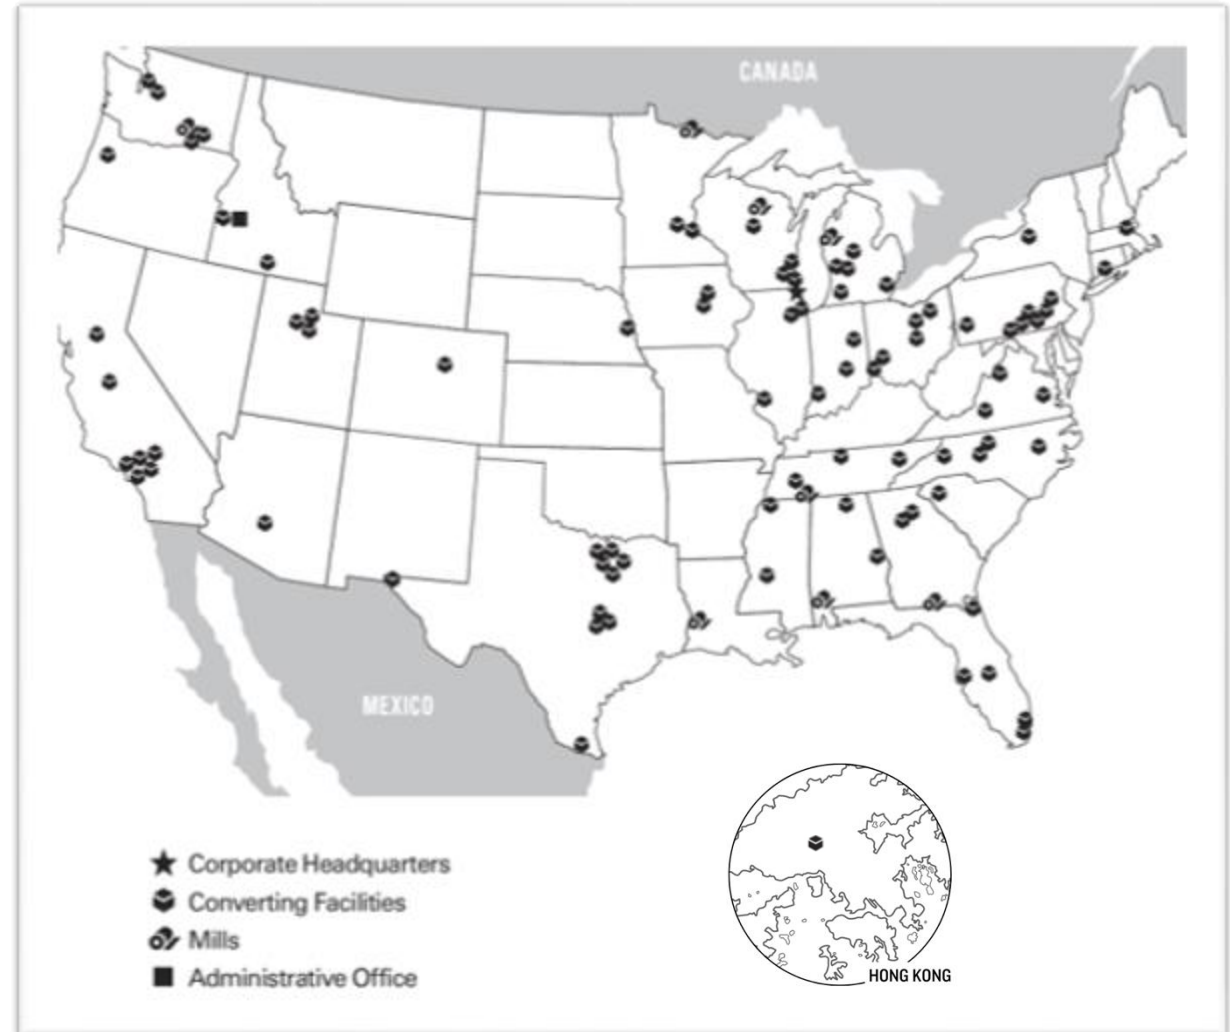 CANADA
MEXICO
Corporate Headquarters
Converting Facilities
Mills
Administrative Office
HONG KONG